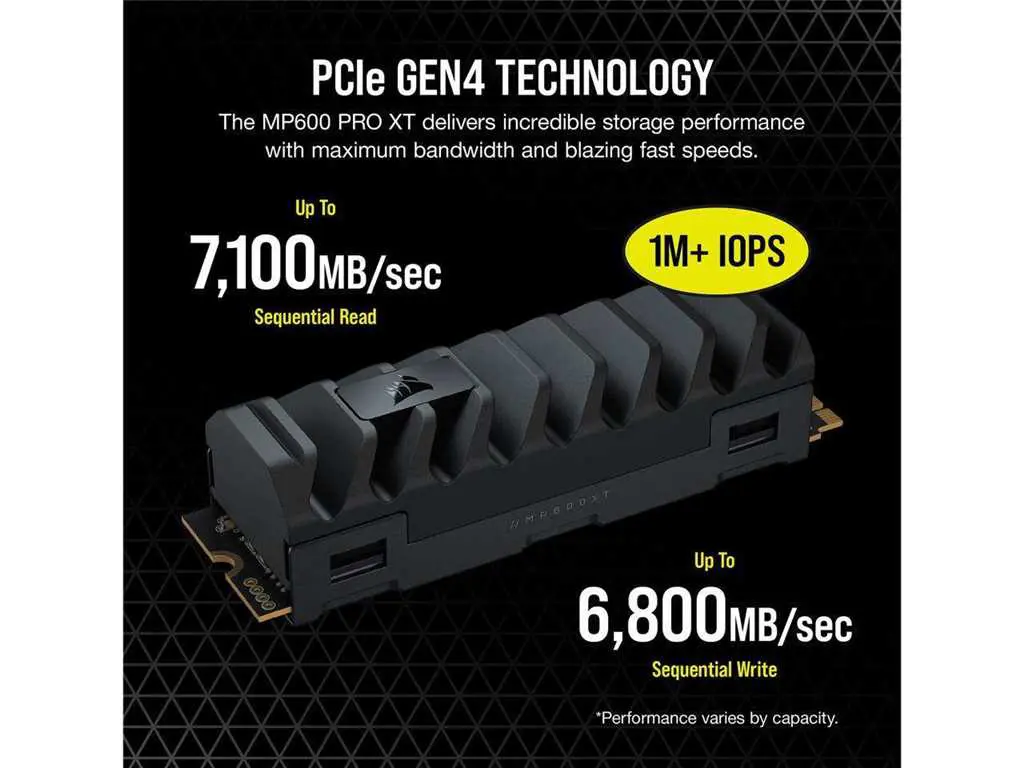 PCIe GEN4 TECHNOLOGY
The MP600 PRO XT delivers incredible storage performance
with maximum bandwidth and blazing fast speeds.
Up To
7,100MB/sec
Sequential Read
1M+ IOPS
//MP600XT
Up To
6,800MB/sec
Sequential Write
*Performance varies by capacity.